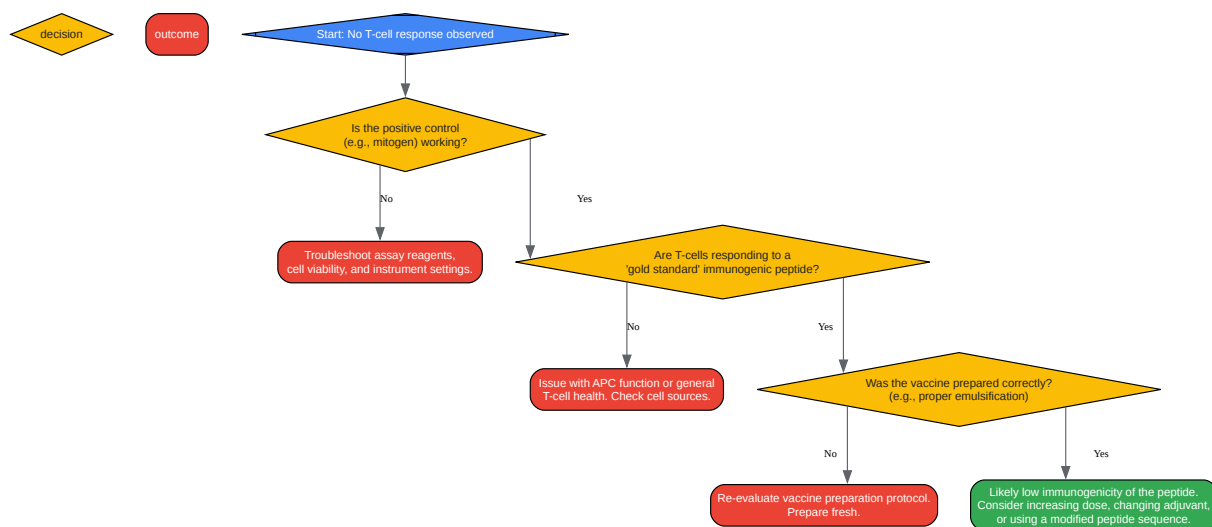 decision
outcome
Start: No T-cell response observed
Is the positive control
(e.g., mitogen) working?
No
Yes
Troubleshoot assay reagents,
cell viability, and instrument settings.
Are T-cells responding to a
'gold standard' immunogenic peptide?
No
Yes
Issue with APC function or general
T-cell health. Check cell sources.
Was the vaccine prepared correctly?
(e.g., proper emulsification)
No
Yes
Re-evaluate vaccine preparation protocol.
Prepare fresh.
Likely low immunogenicity of the peptide.
Consider increasing dose, changing adjuvant,
or using a modified peptide sequence.